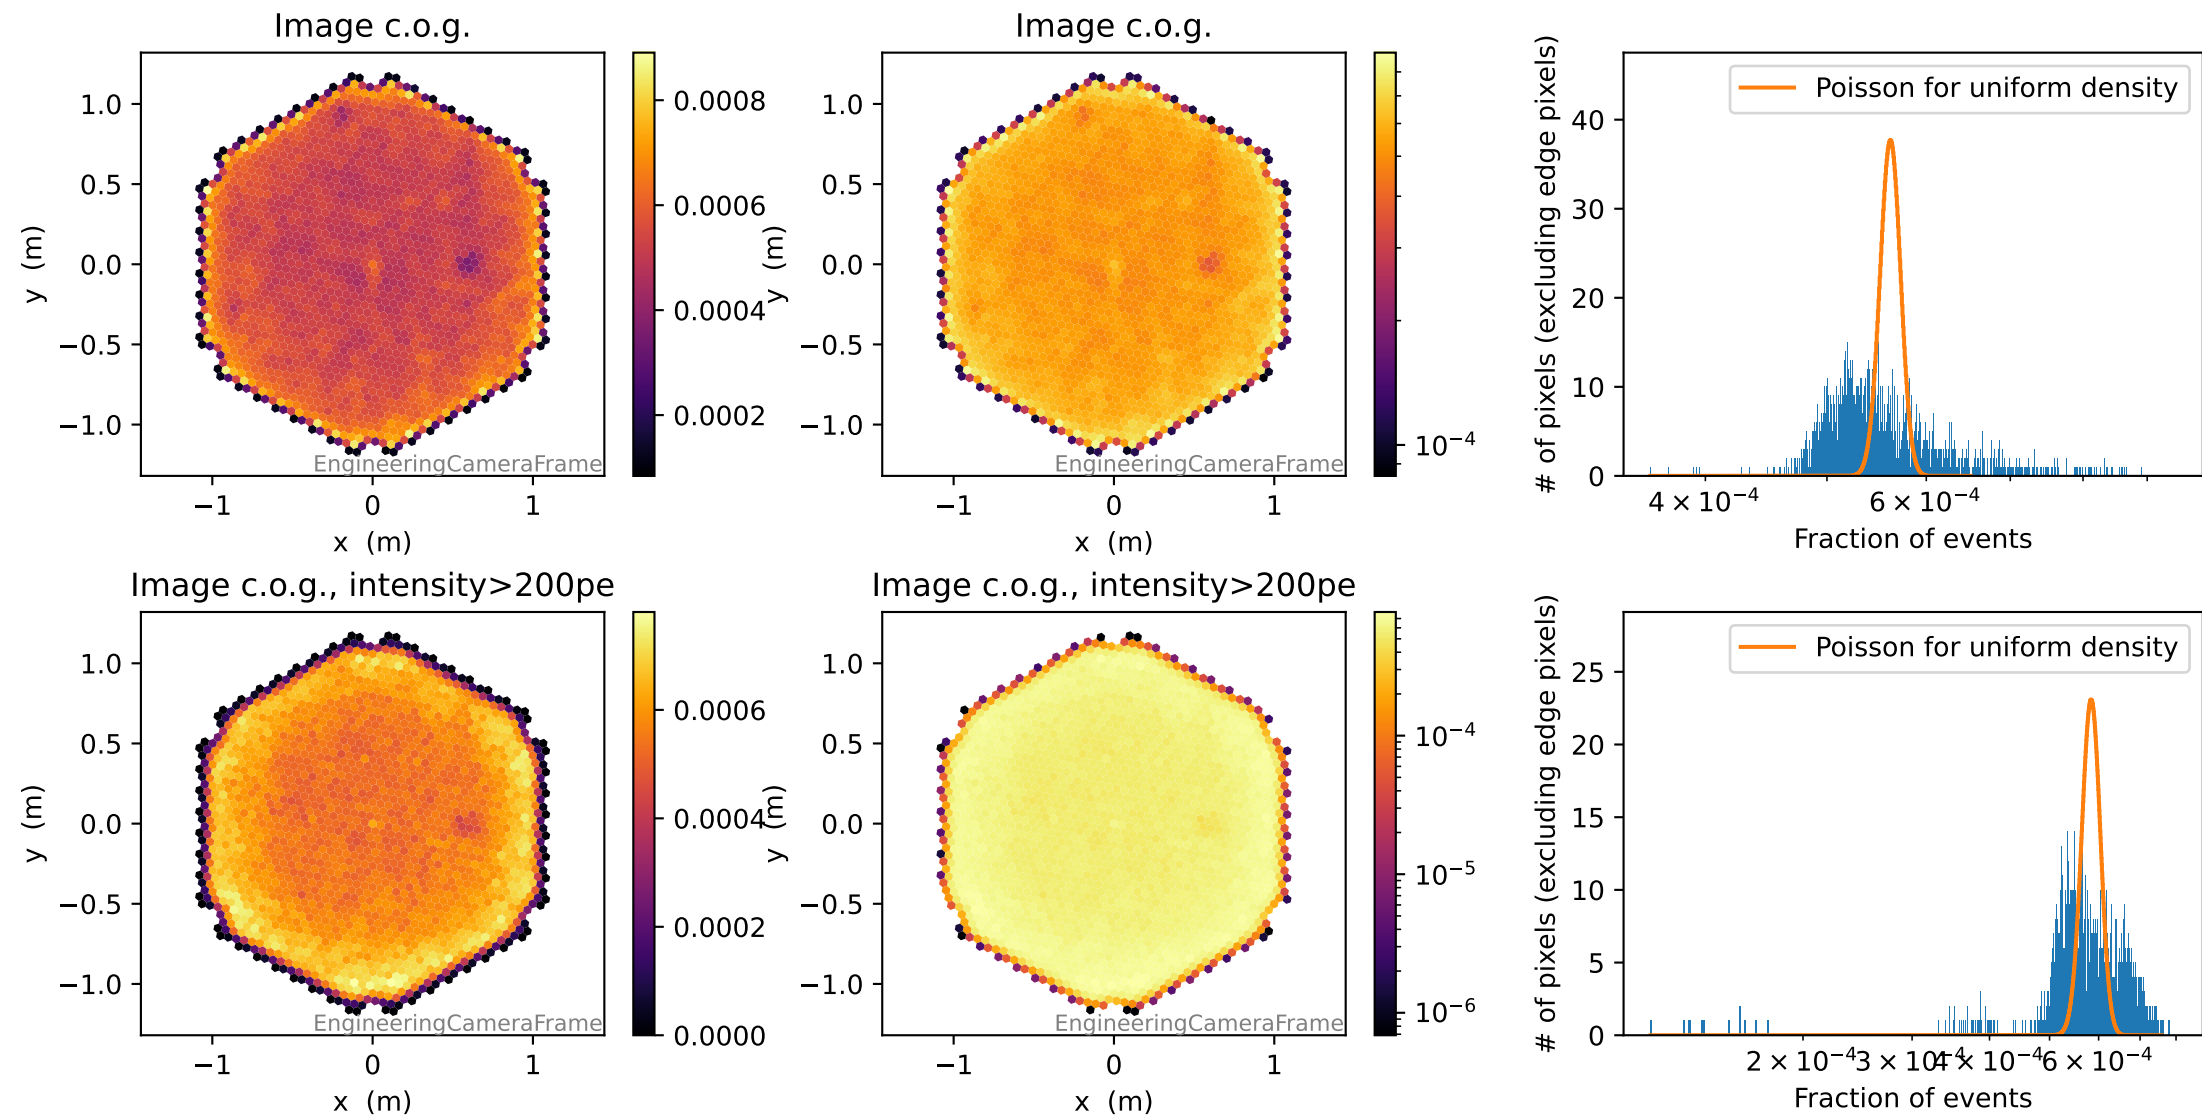 Image c.o.g.
1.0
0.5
0.0
−0.5
−1.0
y (m)
−1 0 1
x (m)
EngineeringCameraFrame
0.0008
0.0006
0.0004
0.0002
Image c.o.g.
1.0
0.5
0.0
−0.5
−1.0
y (m)
−1 0 1
x (m)
EngineeringCameraFrame
10⁻⁴
Poisson for uniform density
# of pixels (excluding edge pixels)
40
30
20
10
0
4 × 10⁻⁴ 6 × 10⁻⁴
Fraction of events
Image c.o.g., intensity>200pe
1.0
0.5
0.0
−0.5
−1.0
y (m)
−1 0 1
x (m)
EngineeringCameraFrame
0.0006
0.0004
0.0002
0.0000
Image c.o.g., intensity>200pe
1.0
0.5
0.0
−0.5
−1.0
y (m)
−1 0 1
x (m)
EngineeringCameraFrame
10⁻⁴
10⁻⁵
10⁻⁶
Poisson for uniform density
# of pixels (excluding edge pixels)
25
20
15
10
5
0
2 × 10⁻⁴ 3 × 10⁻⁴ 4 × 10⁻⁴ 6 × 10⁻⁴
Fraction of events